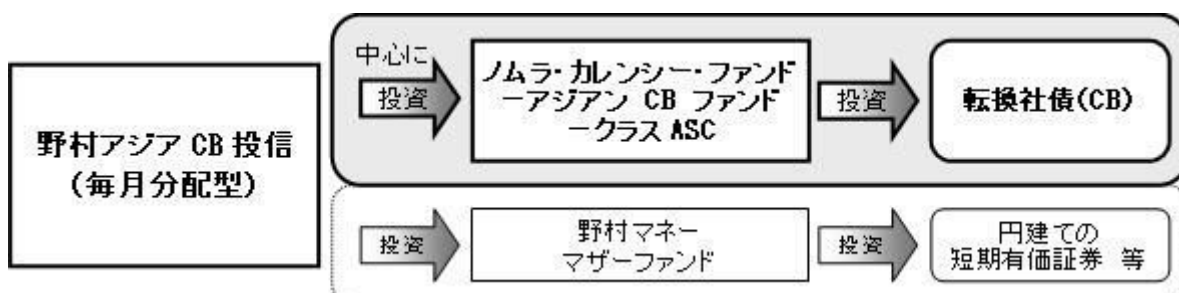 野村アジア CB 投信
(毎月分配型)
中心に
投資
ノムラ・カレンシー・ファンド
－アジアン CB ファンド
－クラス ASC
投資
転換社債(CB)
投資
野村マネー
マザーファンド
投資
円建ての
短期有価証券 等